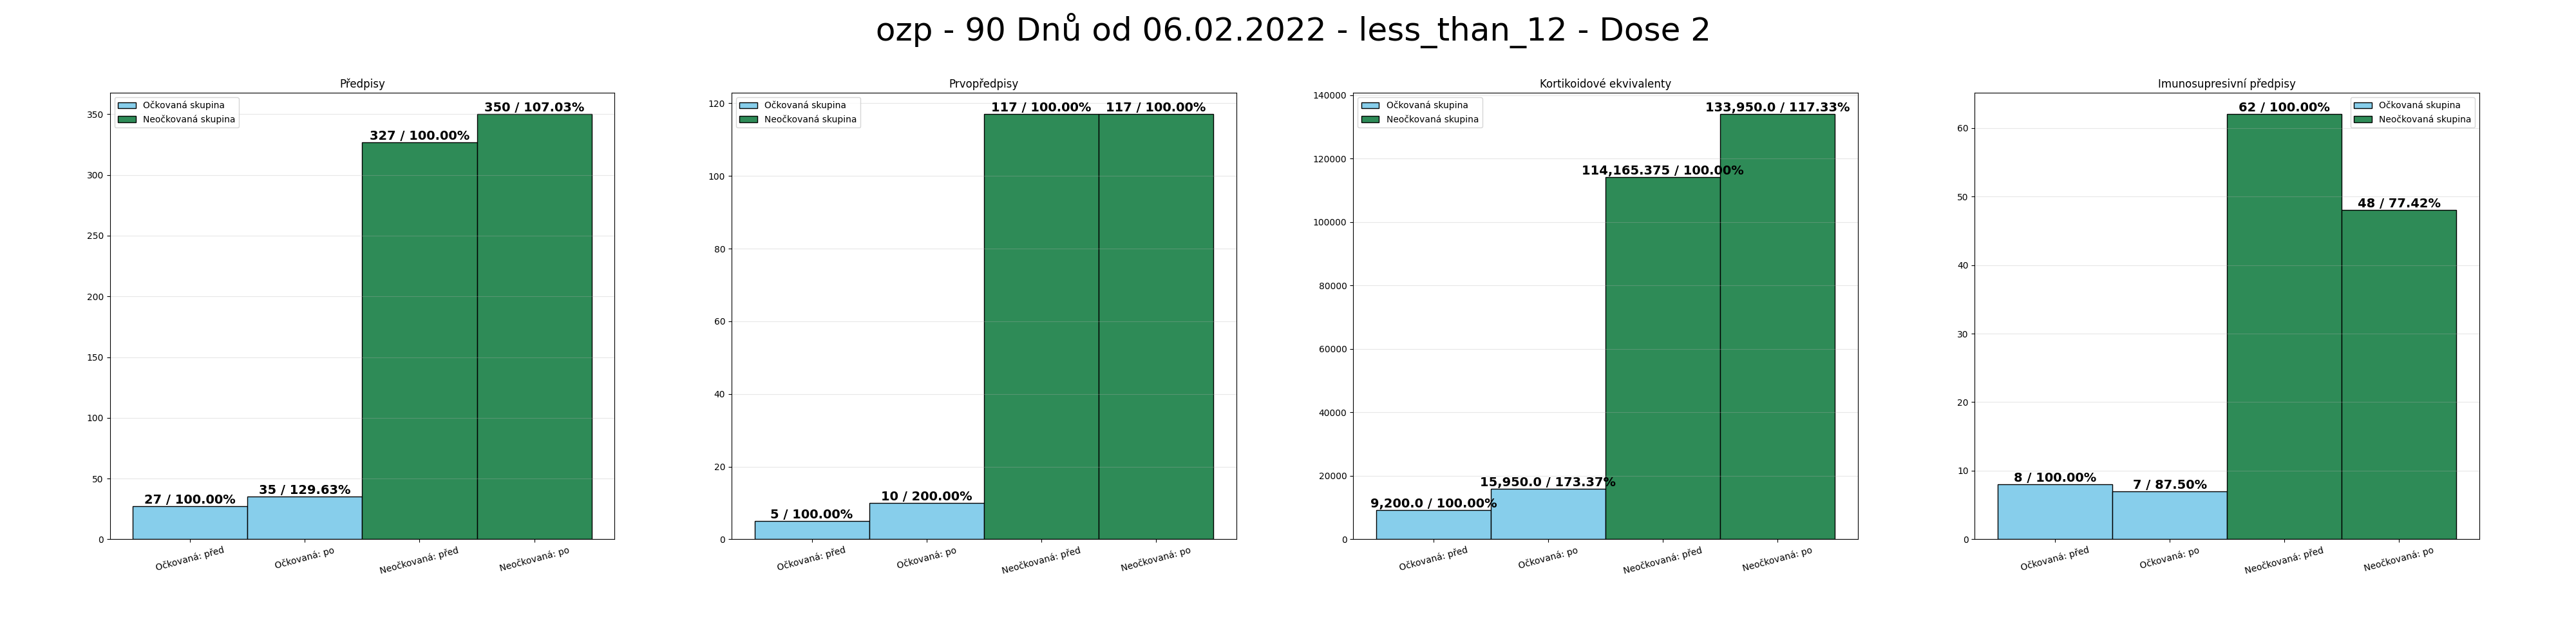 ozp - 90 Dnů od 06.02.2022 - less_than_12 - Dose 2
Předpisy
Očkovaná skupina
Neočkovaná skupina
350
300
250
200
150
100
50
0
27 / 100.00%
35 / 129.63%
327 / 100.00%
350 / 107.03%
Očkovaná: před
Očkovaná: po
Neočkovaná: před
Neočkovaná: po
Prvopředpisy
Očkovaná skupina
Neočkovaná skupina
120
100
80
60
40
20
0
5 / 100.00%
10 / 200.00%
117 / 100.00%
117 / 100.00%
Očkovaná: před
Očkovaná: po
Neočkovaná: před
Neočkovaná: po
Kortikoidové ekvivalenty
Očkovaná skupina
Neočkovaná skupina
140000
120000
100000
80000
60000
40000
20000
0
9,200.0 / 100.00%
15,950.0 / 173.37%
114,165.375 / 100.00%
133,950.0 / 117.33%
Očkovaná: před
Očkovaná: po
Neočkovaná: před
Neočkovaná: po
Imunosupresivní předpisy
Očkovaná skupina
Neočkovaná skupina
60
50
40
30
20
10
0
8 / 100.00%
7 / 87.50%
62 / 100.00%
48 / 77.42%
Očkovaná: před
Očkovaná: po
Neočkovaná: před
Neočkovaná: po